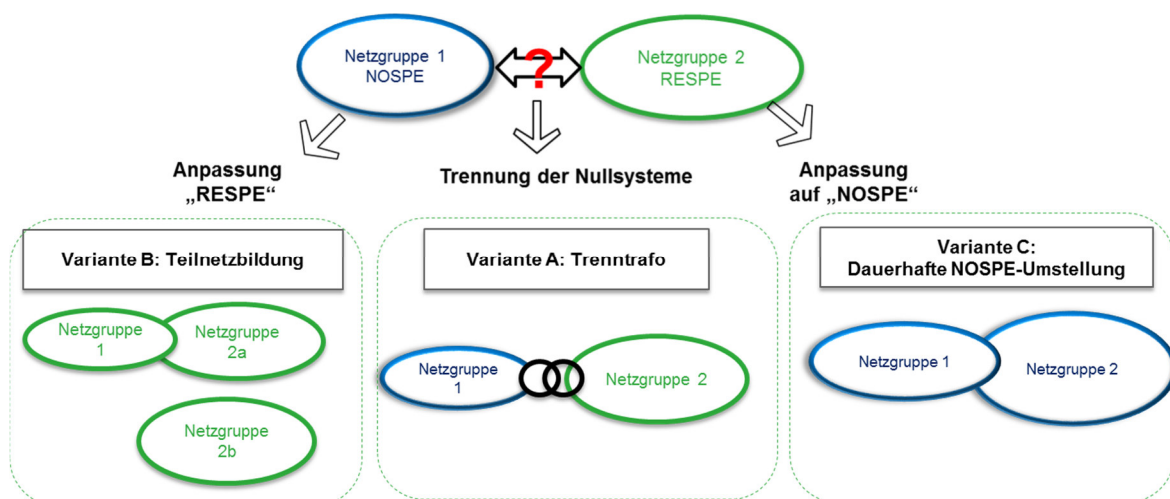 Netzgruppe 1
NOSPE
?
Netzgruppe 2
RESPE
Anpassung
„RESPE“
Trennung der Nullsysteme
Anpassung
auf „NOSPE“
Variante B: Teilnetzbildung
Netzgruppe
1
Netzgruppe
2a
Netzgruppe
2b
Variante A: Trenntrafo
Netzgruppe
1
Netzgruppe 2
Variante C:
Dauerhafte NOSPE-Umstellung
Netzgruppe 1
Netzgruppe 2